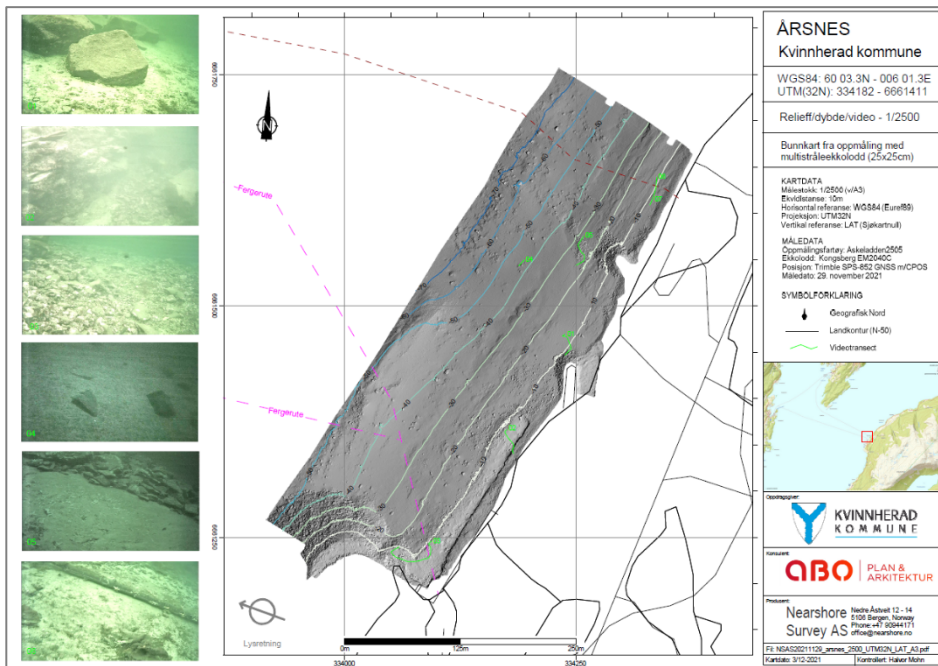 ÅRSNES
Kvinnherad kommune
WGS84: 60 03.3N - 006 01.3E
UTM(32N): 334182 - 6661411
Relieff/dybde/video - 1/2500
Bunnkart fra oppmåling med
multistråleekkolodd (25x25cm)
KARTDATA
Målestokk: 1/2500 (v/A3)
Ekvidistanse: 10m
Horisontal referanse: WGS84 (Euref89)
Projeksjon: UTM32N
Vertikal referanse: LAT (Sjøkartnull)
MÅLEDATA
Oppmålingsfartøy: Askeladden2505
Ekkolodd: Kongsberg EM2040C
Posisjon: Trimble SPS-852 GNSS m/CPOS
Måledato: 29. november 2021
SYMBOLFORKLARING
Geografisk Nord
Landkontur (N-50)
Videotransect
Oppdragsgiver:
KVINNHERAD
KOMMUNE
Konsulent:
ABO PLAN &
ARKITEKTUR
Produsent:
Nearshore
Survey AS
Nedre Åstveit 12 - 14
5106 Bergen, Norway
Phone:+47 90944171
office@nearshore.no
Fil: NSAS20211129_arsnes_2500_UTM32N_LAT_A3.pdf
Kartdato: 3/12-2021
Kontrollert: Halvor Mohn
N
Fergerute
Fergerute
6661750
6661500
6661250
334000
334250
0m
125m
250m
Lysretning
04